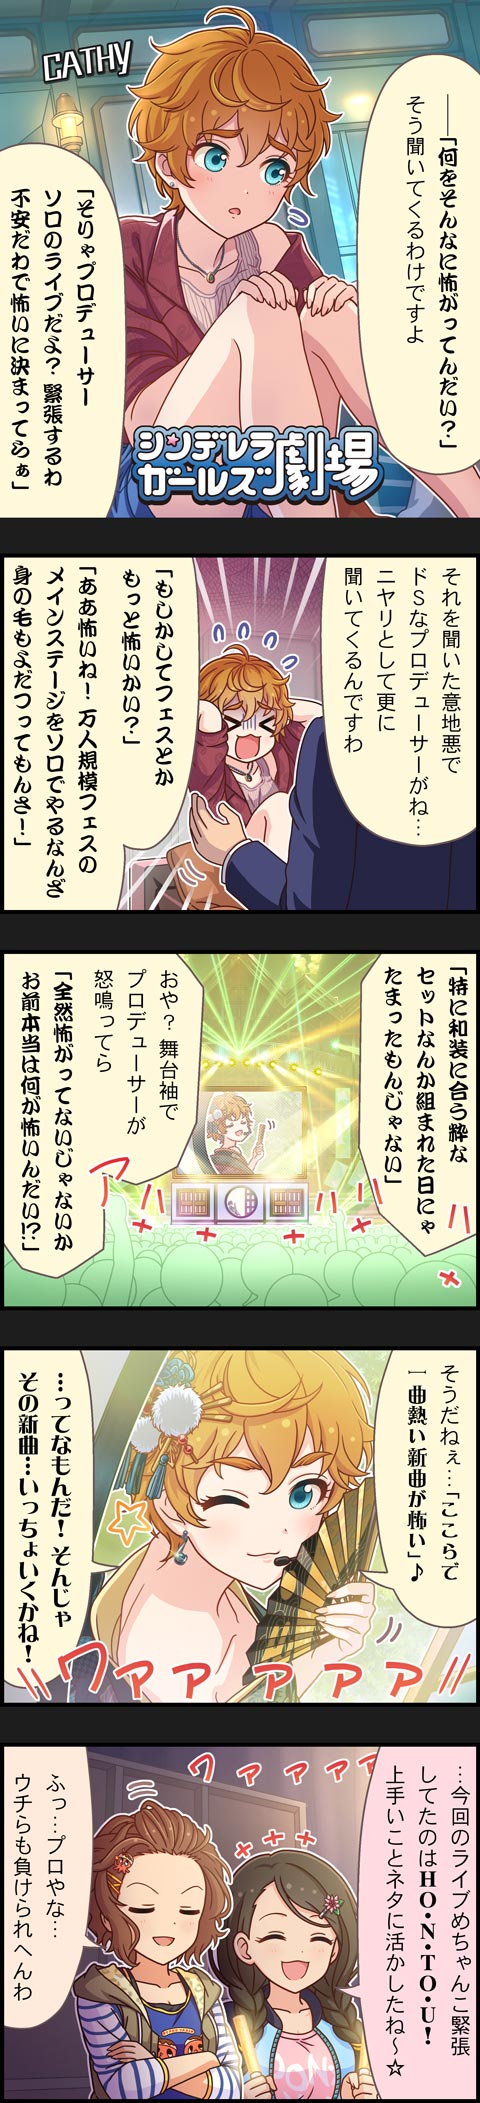 CATHY
――「何をそんなに怖がってんだい？」
そう聞いてくるわけですよ
「そりゃプロデューサー
ソロのライブだよ？ 緊張するわ
不安だわで怖いに決まってらぁ」
シンデレラ
ガールズ劇場
それを聞いた意地悪で
ドSなプロデューサーがね…
ニヤリとして更に
聞いてくるんですわ
「もしかしてフェスとか
もっと怖いかい？」
「ああ怖いね！ 万人規模フェスの
メインステージをソロでやるなんざ
身の毛もよだつってもんさ！」
「特に和装に合う粋な
セットなんか組まれた日にゃ
たまったもんじゃない」
おや？ 舞台袖で
プロデューサーが
怒鳴ってら
「全然怖がってないじゃないか
お前本当は何が怖いんだい!?」
アハハ
そうだねぇ…「ここらで
一曲熱い新曲が怖い」♪
…ってなもんだ！ そんじゃ
その新曲…いっちょいくかね！
ワァァァァァ
ワァァァァ
…今回のライブめちゃんこ緊張
してたのはHO・N・TO・U！
上手いことネタに活かしたね～☆
ふっ…プロやな…
ウチらも負けられへんわ